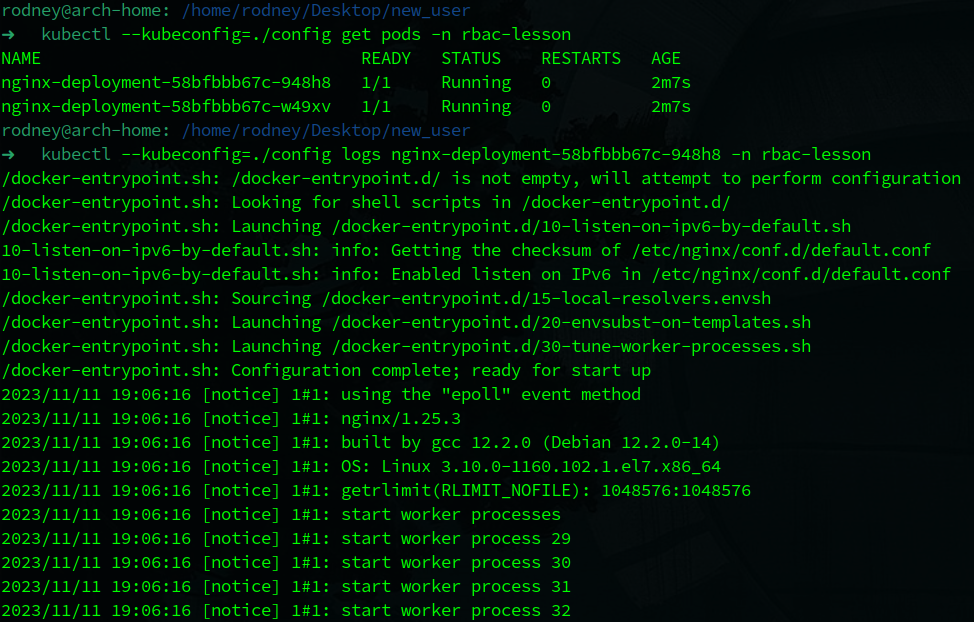 rodney@arch-home: /home/rodney/Desktop/new_user
→ kubectl --kubeconfig=./config get pods -n rbac-lesson
NAME READY STATUS RESTARTS AGE
nginx-deployment-58bfbbb67c-948h8 1/1 Running 0 2m7s
nginx-deployment-58bfbbb67c-w49xv 1/1 Running 0 2m7s
rodney@arch-home: /home/rodney/Desktop/new_user
→ kubectl --kubeconfig=./config logs nginx-deployment-58bfbbb67c-948h8 -n rbac-lesson
/docker-entrypoint.sh: /docker-entrypoint.d/ is not empty, will attempt to perform configuration
/docker-entrypoint.sh: Looking for shell scripts in /docker-entrypoint.d/
/docker-entrypoint.sh: Launching /docker-entrypoint.d/10-listen-on-ipv6-by-default.sh
10-listen-on-ipv6-by-default.sh: info: Getting the checksum of /etc/nginx/conf.d/default.conf
10-listen-on-ipv6-by-default.sh: info: Enabled listen on IPv6 in /etc/nginx/conf.d/default.conf
/docker-entrypoint.sh: Sourcing /docker-entrypoint.d/15-local-resolvers.envsh
/docker-entrypoint.sh: Launching /docker-entrypoint.d/20-envsubst-on-templates.sh
/docker-entrypoint.sh: Launching /docker-entrypoint.d/30-tune-worker-processes.sh
/docker-entrypoint.sh: Configuration complete; ready for start up
2023/11/11 19:06:16 [notice] 1#1: using the "epoll" event method
2023/11/11 19:06:16 [notice] 1#1: nginx/1.25.3
2023/11/11 19:06:16 [notice] 1#1: built by gcc 12.2.0 (Debian 12.2.0-14)
2023/11/11 19:06:16 [notice] 1#1: OS: Linux 3.10.0-1160.102.1.el7.x86_64
2023/11/11 19:06:16 [notice] 1#1: getrlimit(RLIMIT_NOFILE): 1048576:1048576
2023/11/11 19:06:16 [notice] 1#1: start worker processes
2023/11/11 19:06:16 [notice] 1#1: start worker process 29
2023/11/11 19:06:16 [notice] 1#1: start worker process 30
2023/11/11 19:06:16 [notice] 1#1: start worker process 31
2023/11/11 19:06:16 [notice] 1#1: start worker process 32